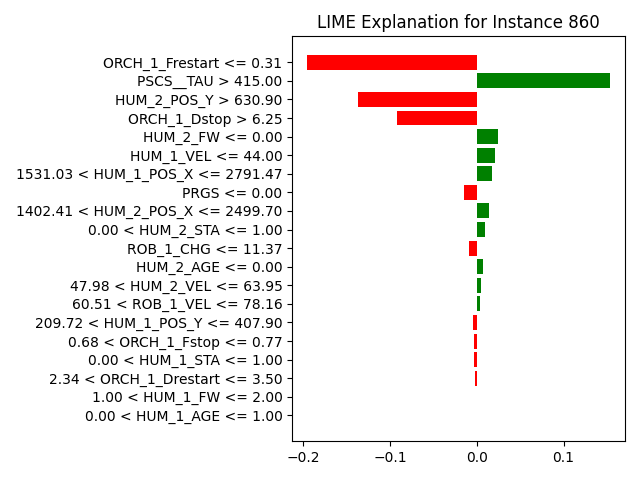 LIME Explanation for Instance 860
ORCH_1_Frestart <= 0.31
PSCS__TAU > 415.00
HUM_2_POS_Y > 630.90
ORCH_1_Dstop > 6.25
HUM_2_FW <= 0.00
HUM_1_VEL <= 44.00
1531.03 < HUM_1_POS_X <= 2791.47
PRGS <= 0.00
1402.41 < HUM_2_POS_X <= 2499.70
0.00 < HUM_2_STA <= 1.00
ROB_1_CHG <= 11.37
HUM_2_AGE <= 0.00
47.98 < HUM_2_VEL <= 63.95
60.51 < ROB_1_VEL <= 78.16
209.72 < HUM_1_POS_Y <= 407.90
0.68 < ORCH_1_Fstop <= 0.77
0.00 < HUM_1_STA <= 1.00
2.34 < ORCH_1_Drestart <= 3.50
1.00 < HUM_1_FW <= 2.00
0.00 < HUM_1_AGE <= 1.00
−0.2 −0.1 0.0 0.1